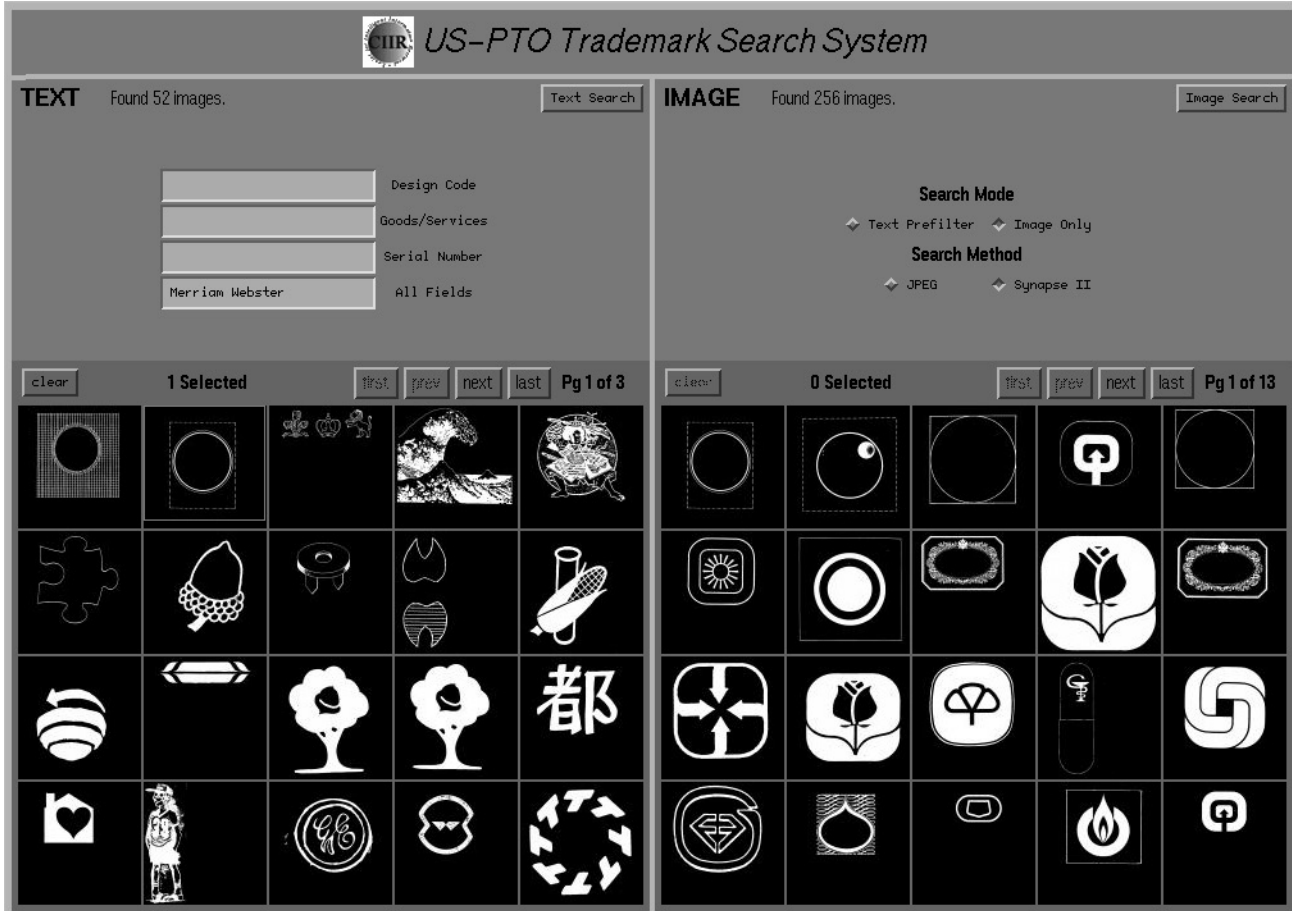 CIIR US-PTO Trademark Search System
TEXT Found 52 images. Text Search
Design Code
Goods/Services
Serial Number
Merriam Webster All Fields
clear 1 Selected first prev next last Pg 1 of 3
IMAGE Found 256 images. Image Search
Search Mode
Text Prefilter Image Only
Search Method
JPEG Synapse II
clear 0 Selected first prev next last Pg 1 of 13
都